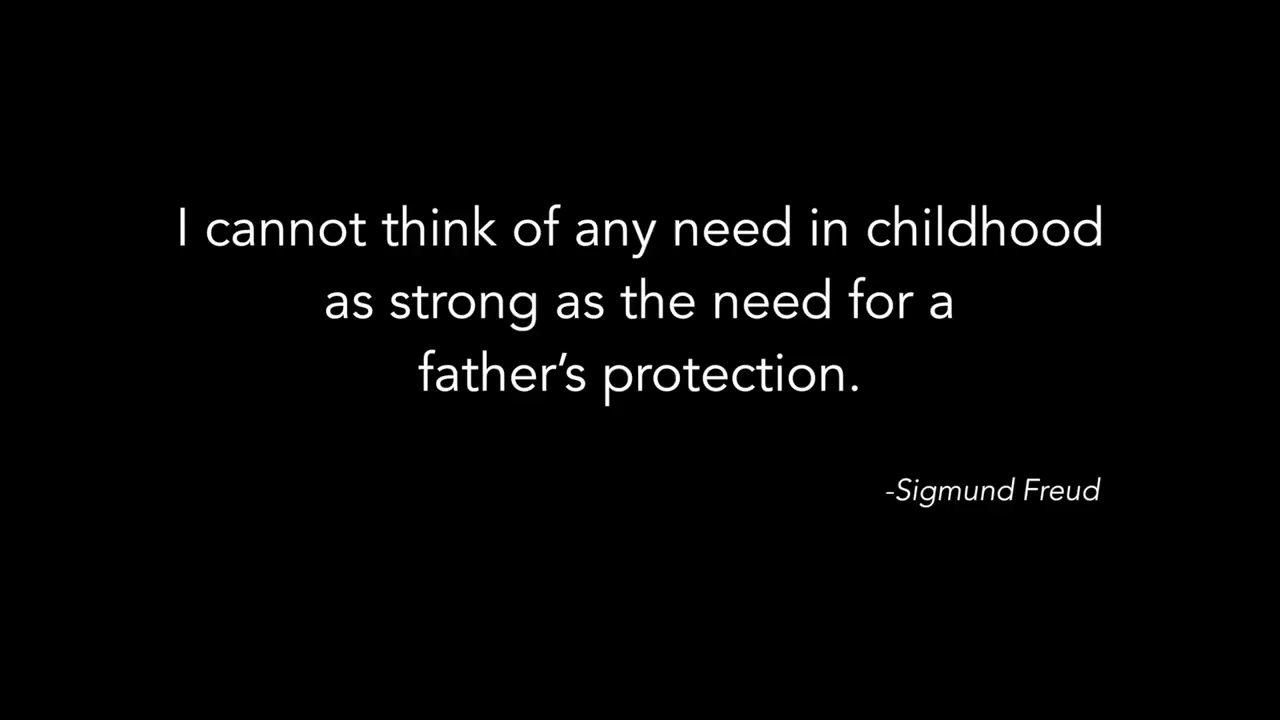 I cannot think of any need in childhood
as strong as the need for a
father’s protection.
-Sigmund Freud